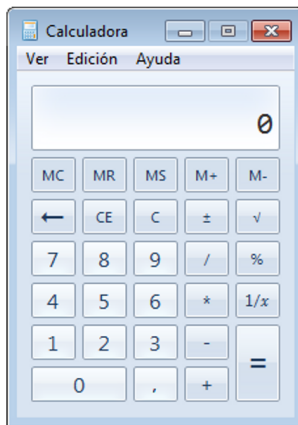 Calculadora
Ver Edición Ayuda
0
MC MR MS M+ M-
← CE C ± √
7 8 9 / %
4 5 6 * 1/x
1 2 3 - =
0 , +